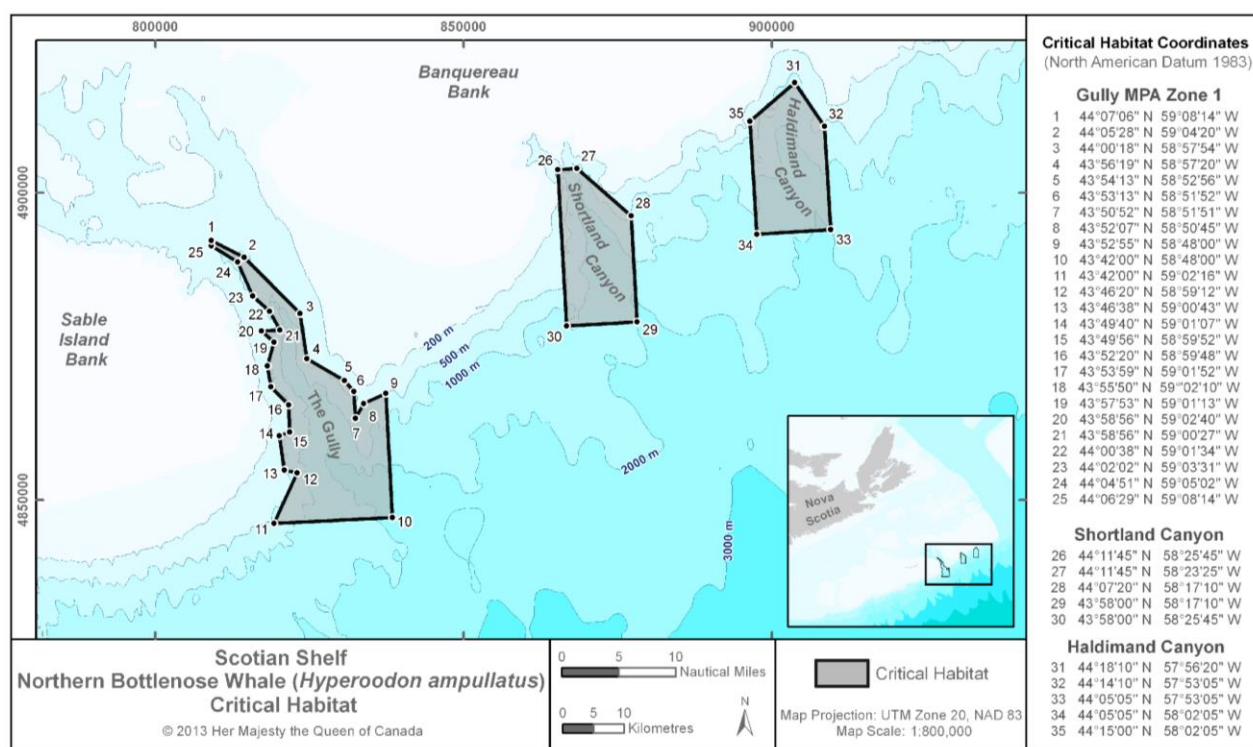 800000
850000
900000
4900000
4850000
Banquereau
Bank
Sable
Island
Bank
The Gully
Shortland
Canyon
Haldimand
Canyon
200 m
500 m
1000 m
2000 m
3000 m
1
2
3
4
5
6
7
8
9
10
11
12
13
14
15
16
17
18
19
20
21
22
23
24
25
26
27
28
29
30
31
32
33
34
35
Nova
Scotia
Critical Habitat Coordinates
(North American Datum 1983)
Gully MPA Zone 1
1 44°07'06" N 59°08'14" W
2 44°05'28" N 59°04'20" W
3 44°00'18" N 58°57'54" W
4 43°56'19" N 58°57'20" W
5 43°54'13" N 58°52'56" W
6 43°53'13" N 58°51'52" W
7 43°50'52" N 58°51'51" W
8 43°52'07" N 58°50'45" W
9 43°52'55" N 58°48'00" W
10 43°42'00" N 58°48'00" W
11 43°42'00" N 59°02'16" W
12 43°46'20" N 58°59'12" W
13 43°46'38" N 59°00'43" W
14 43°49'40" N 59°01'07" W
15 43°49'56" N 58°59'52" W
16 43°52'20" N 58°59'48" W
17 43°53'59" N 59°01'52" W
18 43°55'50" N 59°'02'10" W
19 43°57'53" N 59°01'13" W
20 43°58'56" N 59°02'40" W
21 43°58'56" N 59°00'27" W
22 44°00'38" N 59°01'34" W
23 44°02'02" N 59°03'31" W
24 44°04'51" N 59°05'02" W
25 44°06'29" N 59°08'14" W
Shortland Canyon
26 44°11'45" N 58°25'45" W
27 44°11'45" N 58°23'25" W
28 44°07'20" N 58°17'10" W
29 43°58'00" N 58°17'10" W
30 43°58'00" N 58°25'45" W
Haldimand Canyon
31 44°18'10" N 57°56'20" W
32 44°14'10" N 57°53'05" W
33 44°05'05" N 57°53'05" W
34 44°05'05" N 58°02'05" W
35 44°15'00" N 58°02'05" W
Scotian Shelf
Northern Bottlenose Whale (Hyperoodon ampullatus)
Critical Habitat
© 2013 Her Majesty the Queen of Canada
0 5 10
Nautical Miles
0 5 10
Kilometres
N
Critical Habitat
Map Projection: UTM Zone 20, NAD 83
Map Scale: 1:800,000